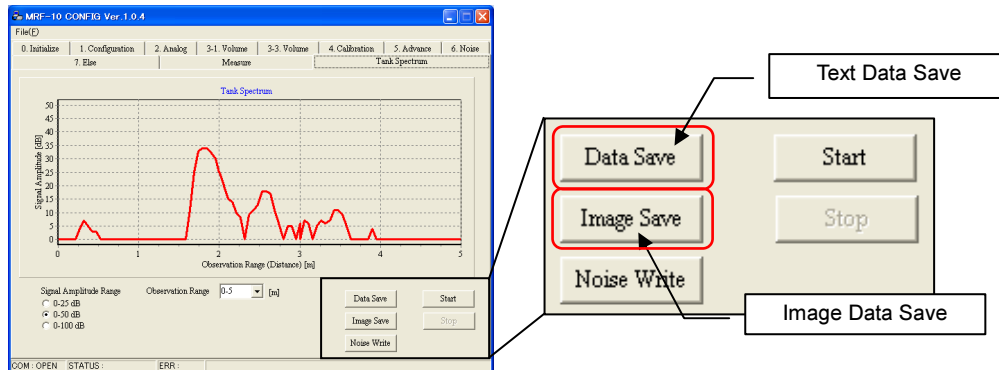 MRF-10 CONFIG Ver.1.0.4
File(F)
0. Initialize 1. Configuration 2. Analog 3-1. Volume 3-3. Volume 4. Calibration 5. Advance 6. Noise
7. Else Measure Tank Spectrum
Tank Spectrum
Signal Amplitude [dB]
50
45
40
35
30
25
20
15
10
5
0
0 1 2 3 4 5
Observation Range (Distance) [m]
Signal Amplitude Range
0-25 dB
0-50 dB
0-100 dB
Observation Range 0-5 [m]
Data Save Start
Image Save Stop
Noise Write
COM : OPEN STATUS : ERR :
Text Data Save
Data Save Start
Image Save Stop
Noise Write
Image Data Save